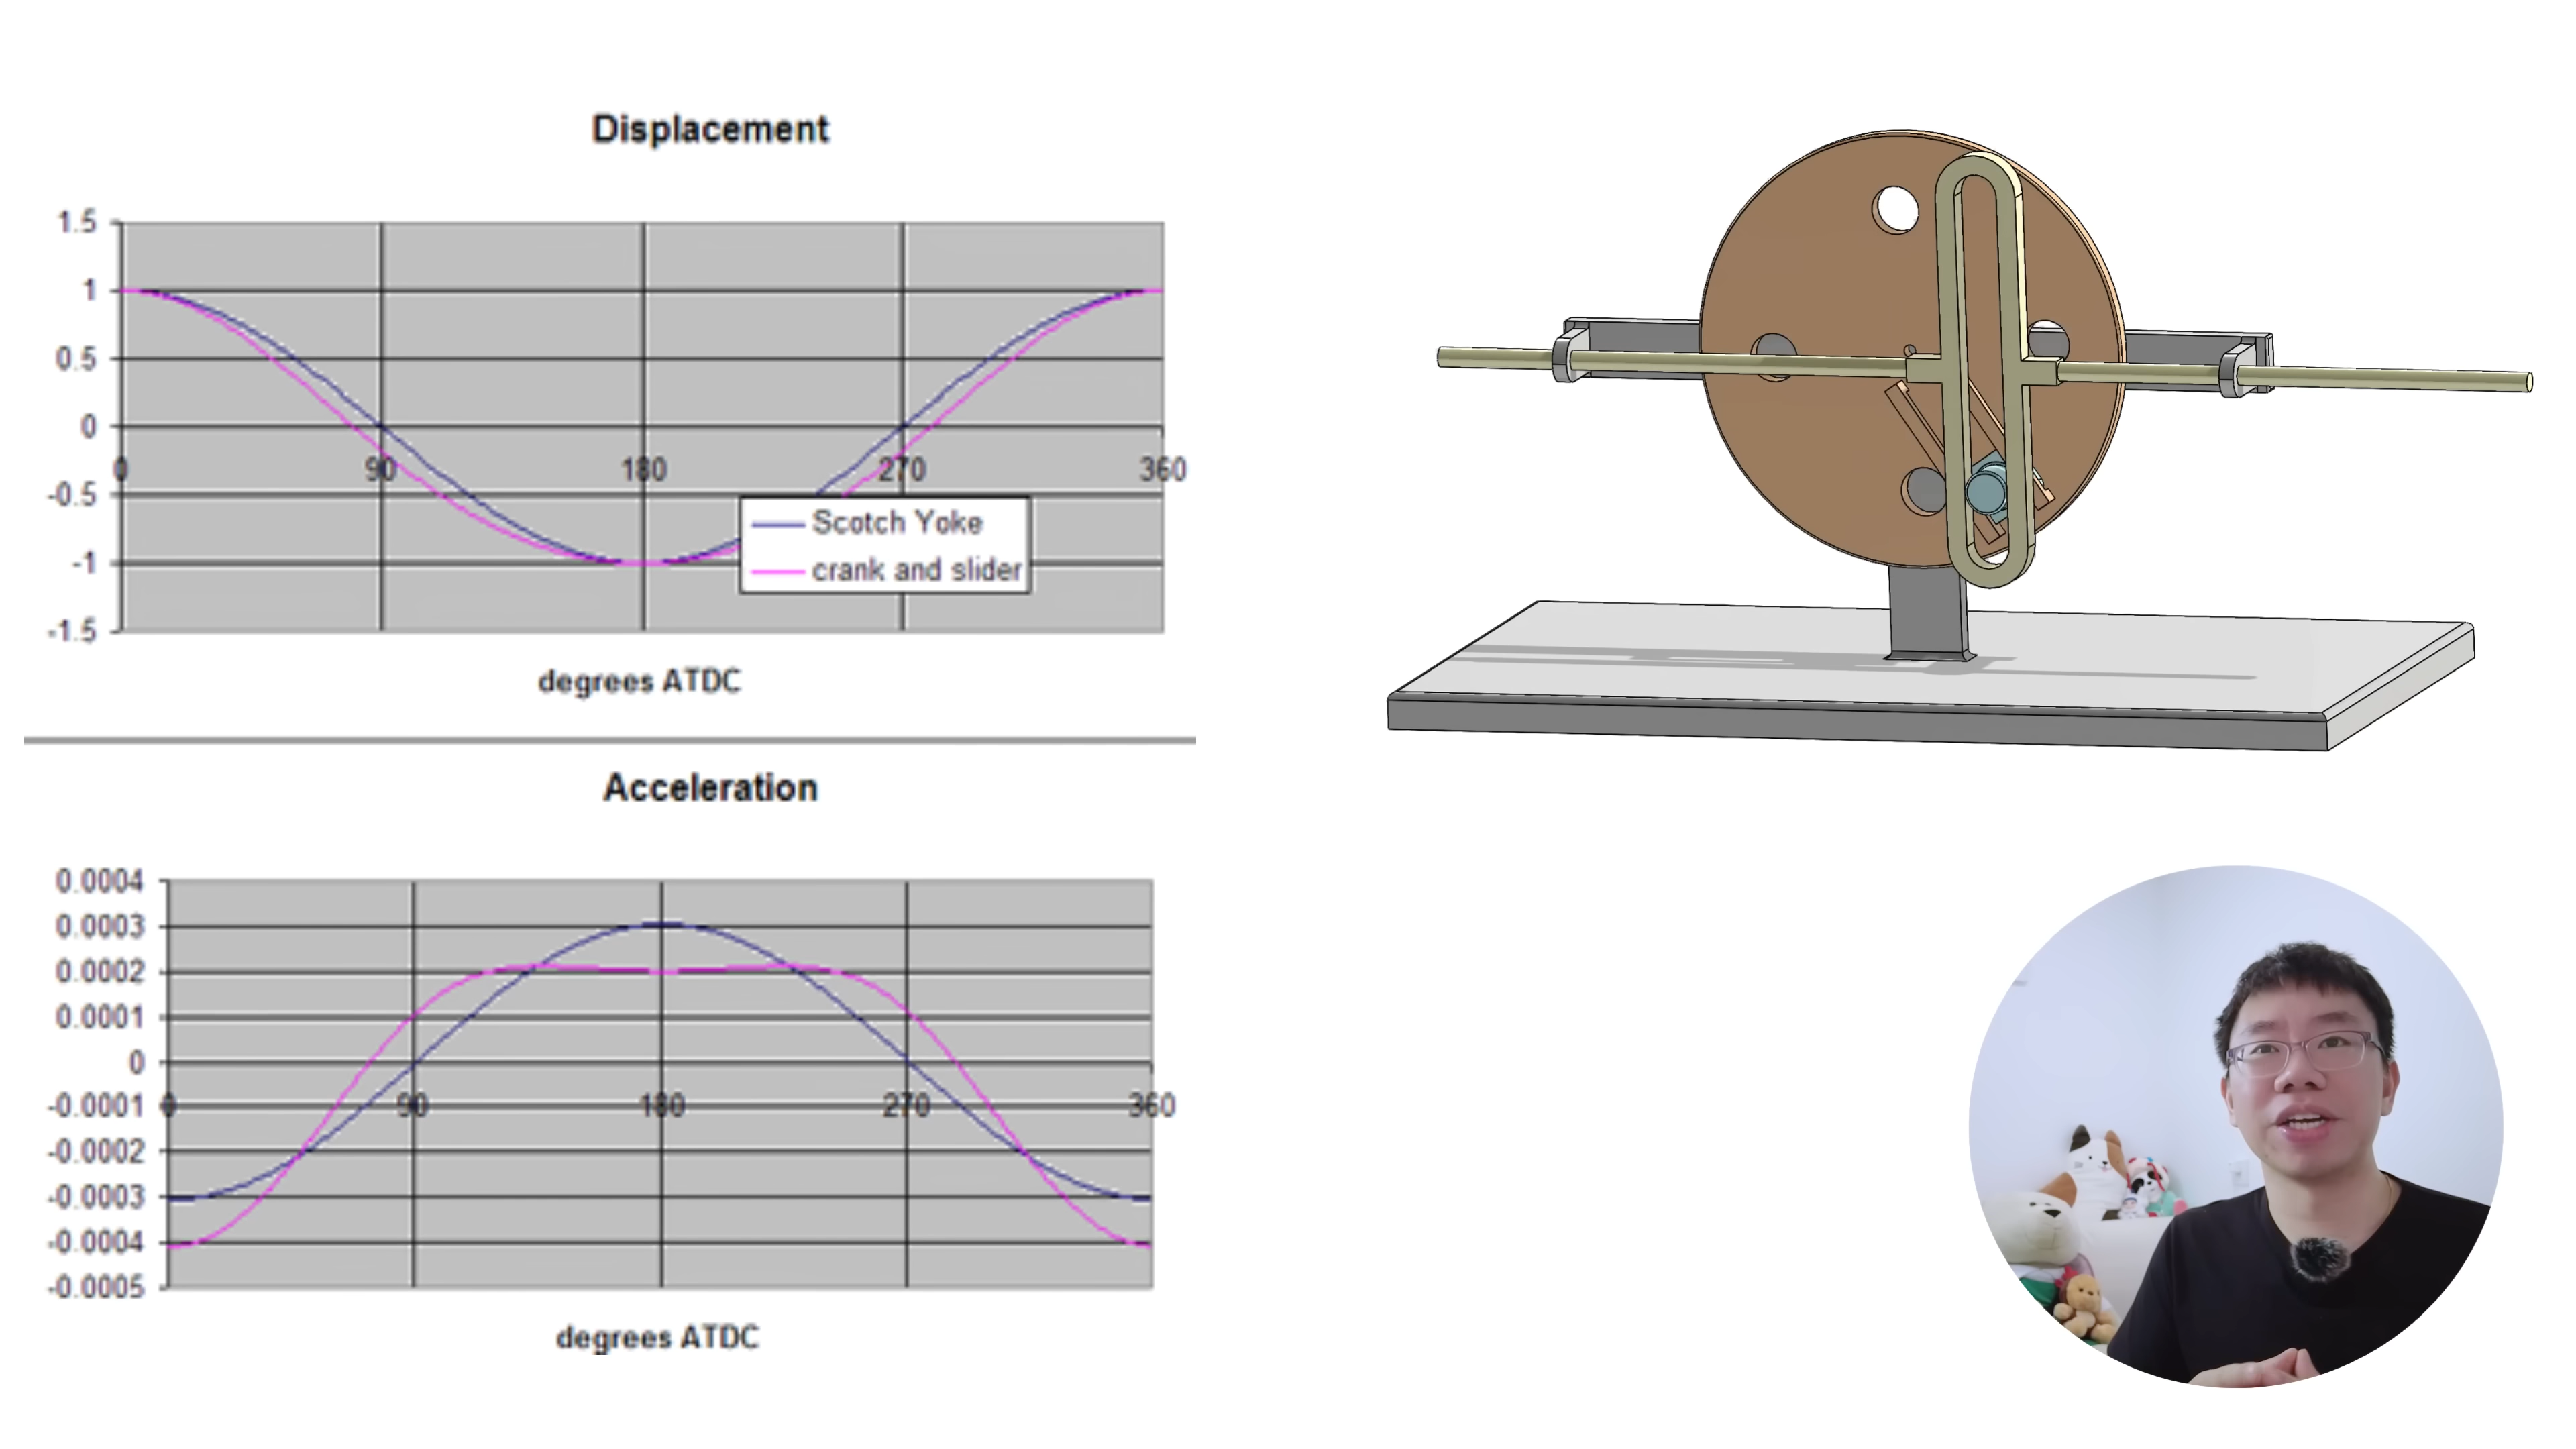 Displacement
1.5
1
0.5
0
0 90 180 270 360
-0.5
Scotch Yoke
crank and slider
-1
-1.5
degrees ATDC
Acceleration
0.0004
0.0003
0.0002
0.0001
0
-0.0001 0 90 180 270 360
-0.0002
-0.0003
-0.0004
-0.0005
degrees ATDC